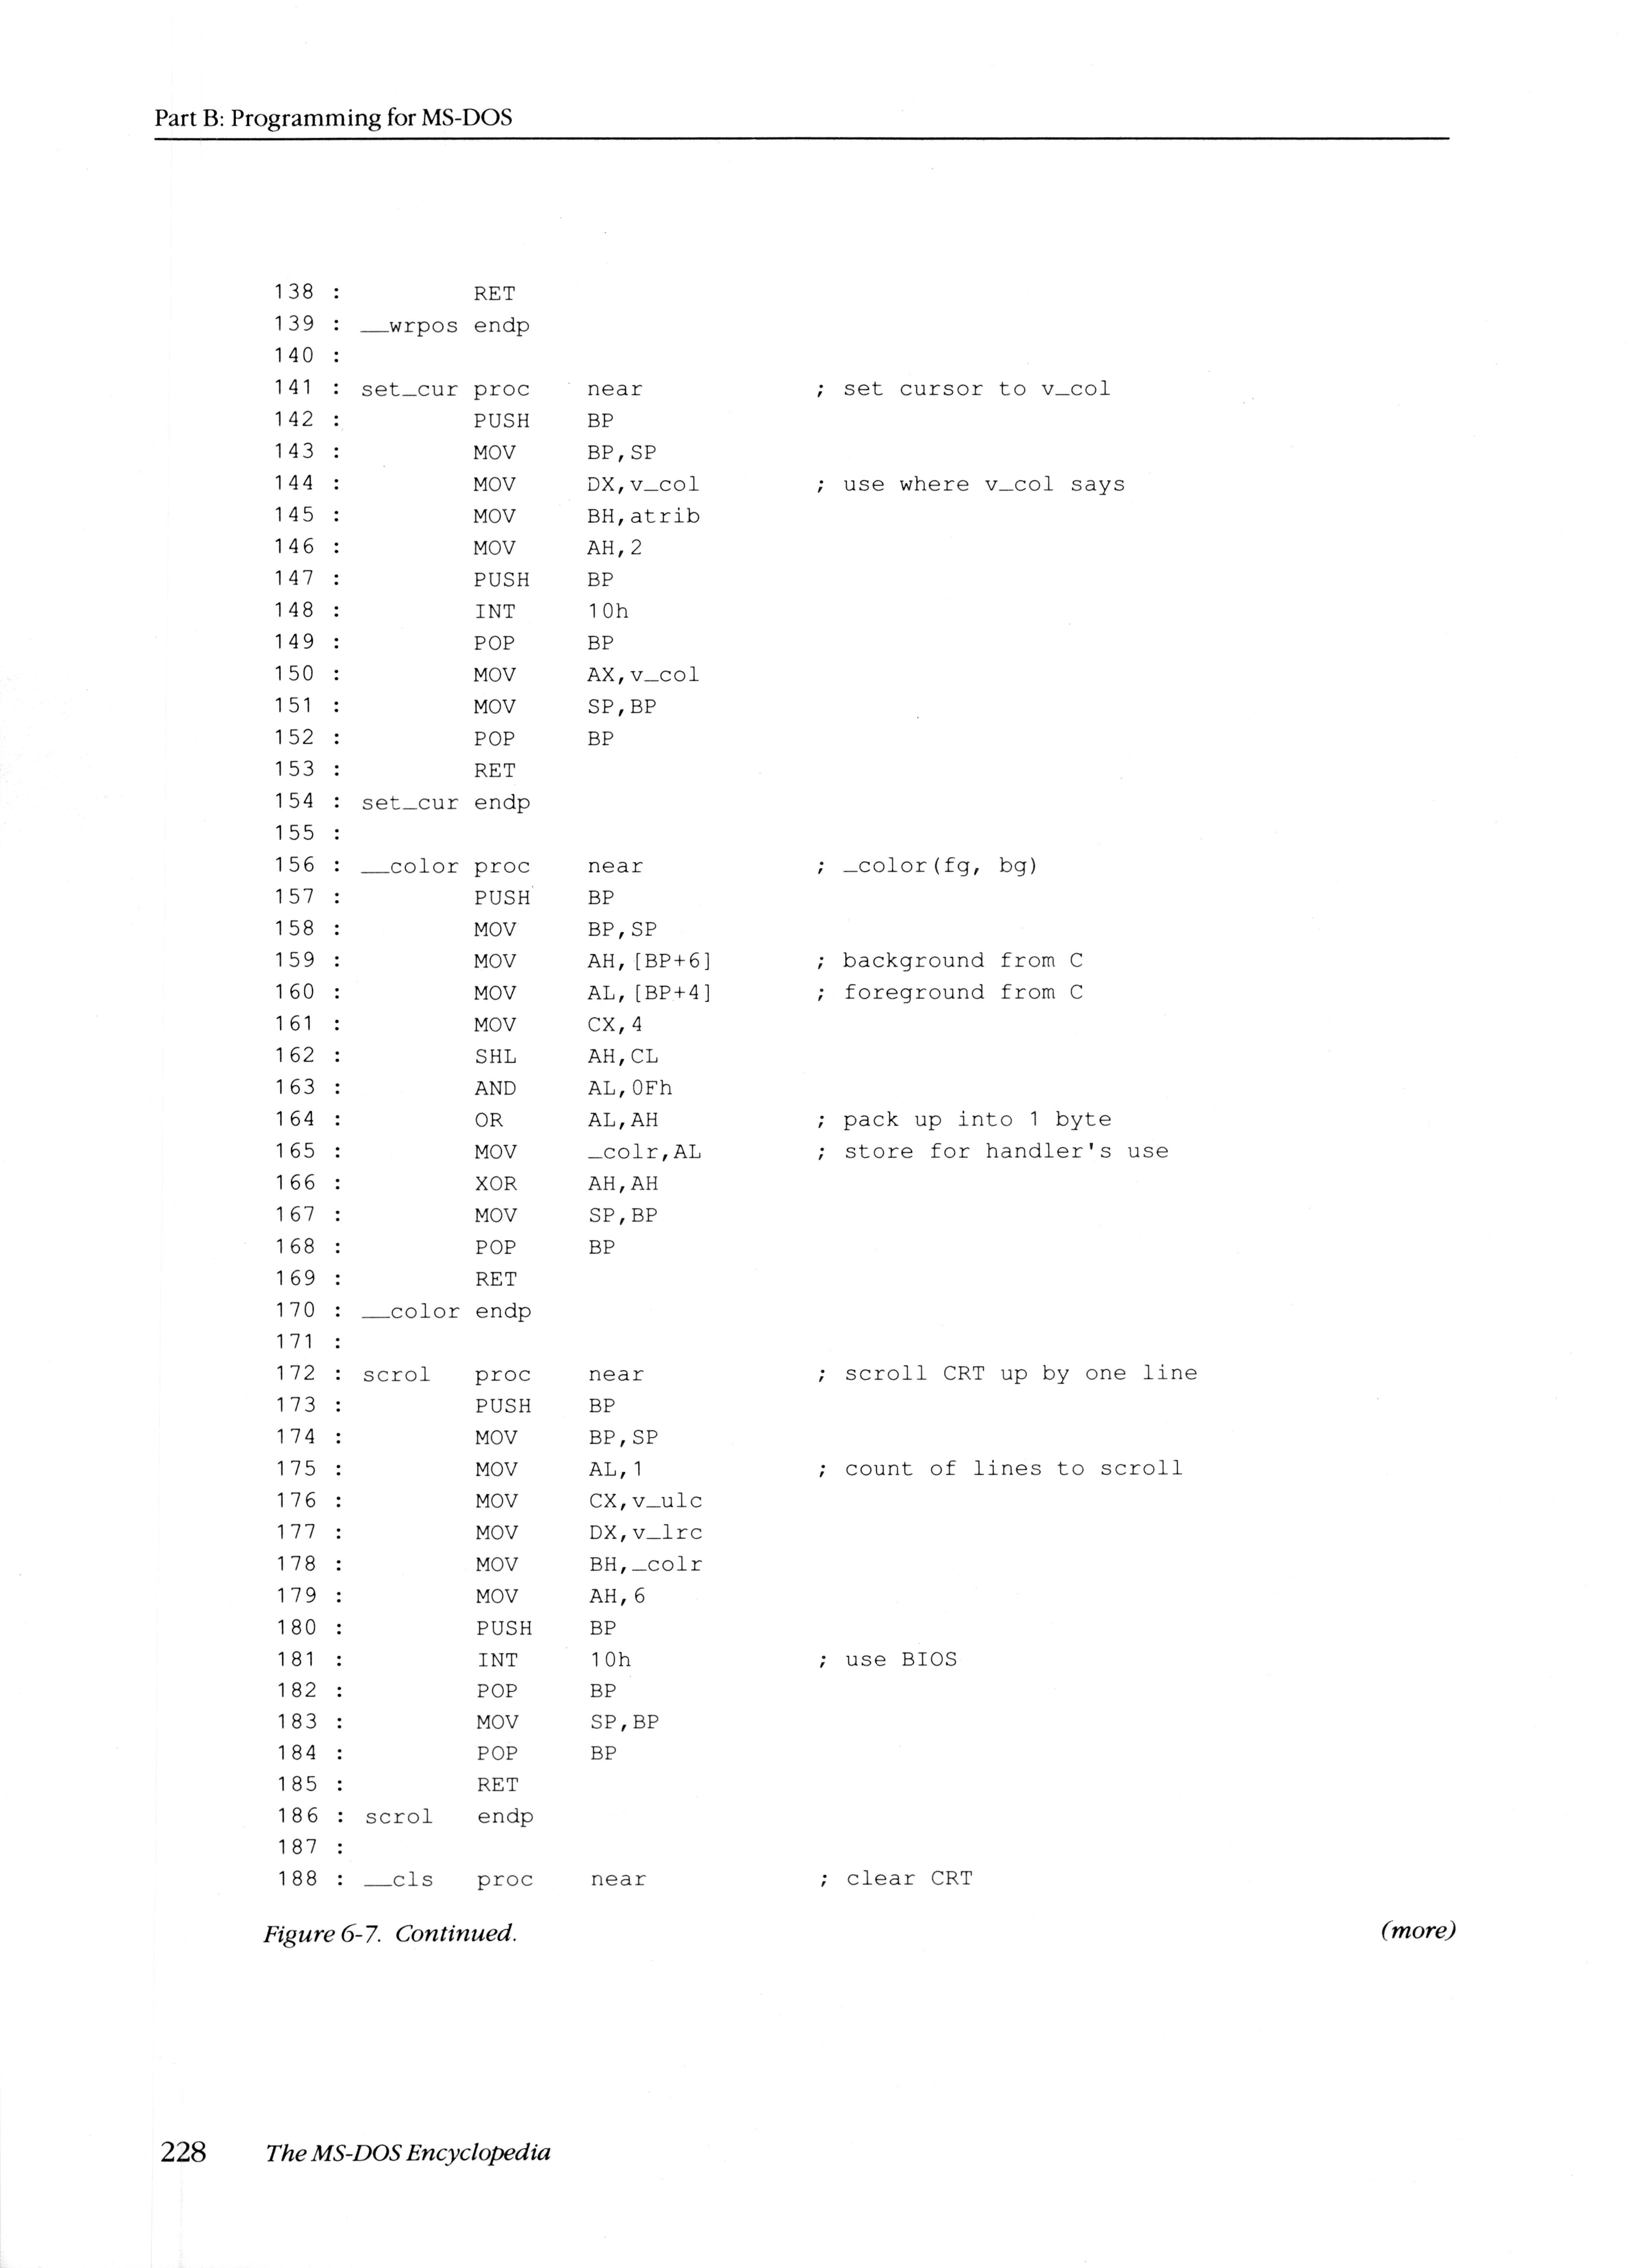 Part B: Programming for MS-DOS
138 :          RET
139 : __wrpos endp
140 :
141 : set_cur proc    near            ; set cursor to v_col
142 :         PUSH    BP
143 :         MOV     BP,SP
144 :         MOV     DX,v_col        ; use where v_col says
145 :         MOV     BH,atrib
146 :         MOV     AH,2
147 :         PUSH    BP
148 :         INT     10h
149 :         POP     BP
150 :         MOV     AX,v_col
151 :         MOV     SP,BP
152 :         POP     BP
153 :         RET
154 : set_cur endp
155 :
156 : __color proc    near            ; _color(fg, bg)
157 :         PUSH    BP
158 :         MOV     BP,SP
159 :         MOV     AH,[BP+6]       ; background from C
160 :         MOV     AL,[BP+4]       ; foreground from C
161 :         MOV     CX,4
162 :         SHL     AH,CL
163 :         AND     AL,0Fh
164 :         OR      AL,AH           ; pack up into 1 byte
165 :         MOV     _colr,AL        ; store for handler's use
166 :         XOR     AH,AH
167 :         MOV     SP,BP
168 :         POP     BP
169 :         RET
170 : __color endp
171 :
172 : scrol   proc    near            ; scroll CRT up by one line
173 :         PUSH    BP
174 :         MOV     BP,SP
175 :         MOV     AL,1            ; count of lines to scroll
176 :         MOV     CX,v_ulc
177 :         MOV     DX,v_lrc
178 :         MOV     BH,_colr
179 :         MOV     AH,6
180 :         PUSH    BP
181 :         INT     10h             ; use BIOS
182 :         POP     BP
183 :         MOV     SP,BP
184 :         POP     BP
185 :         RET
186 : scrol   endp
187 :
188 : __cls   proc    near            ; clear CRT
Figure 6-7. Continued. (more)
228 The MS-DOS Encyclopedia